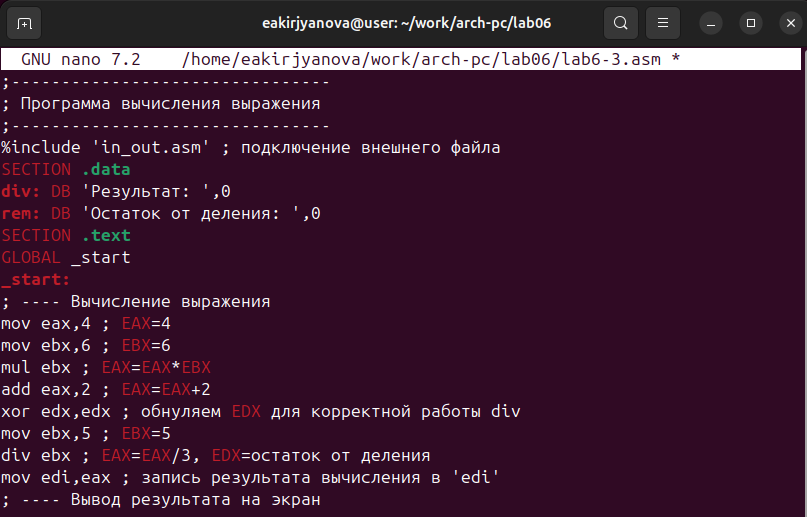 eakirjyanova@user: ~/work/arch-pc/lab06
GNU nano 7.2 /home/eakirjyanova/work/arch-pc/lab06/lab6-3.asm *
;--------------------------------
; Программа вычисления выражения
;--------------------------------
%include 'in_out.asm' ; подключение внешнего файла
SECTION .data
div: DB 'Результат: ',0
rem: DB 'Остаток от деления: ',0
SECTION .text
GLOBAL _start
_start:
; ---- Вычисление выражения
mov eax,4 ; EAX=4
mov ebx,6 ; EBX=6
mul ebx ; EAX=EAX*EBX
add eax,2 ; EAX=EAX+2
xor edx,edx ; обнуляем EDX для корректной работы div
mov ebx,5 ; EBX=5
div ebx ; EAX=EAX/3, EDX=остаток от деления
mov edi,eax ; запись результата вычисления в 'edi'
; ---- Вывод результата на экран